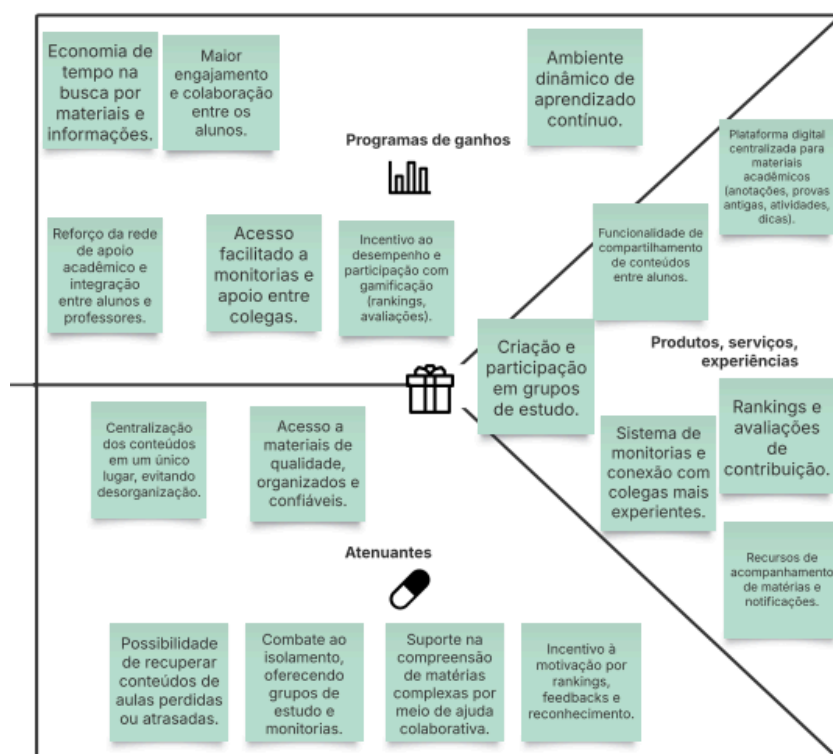 Economia de
tempo na
busca por
materiais e
informações.
Maior
engajamento
e colaboração
entre os
alunos.
Ambiente
dinâmico de
aprendizado
contínuo.
Programas de ganhos
Plataforma digital
centralizada para
materiais
acadêmicos
(anotações, provas
antigas, atividades,
dicas).
Reforço da rede
de apoio
acadêmico e
integração
entre alunos e
professores.
Acesso
facilitado a
monitorias e
apoio entre
colegas.
Incentivo ao
desempenho e
participação com
gamificação
(rankings,
avaliações).
Funcionalidade de
compartilhamento
de conteúdos
entre alunos.
Criação e
participação
em grupos
de estudo.
Produtos, serviços,
experiências
Centralização
dos conteúdos
em um único
lugar, evitando
desorganização.
Acesso a
materiais de
qualidade,
organizados e
confiáveis.
Sistema de
monitorias e
conexão com
colegas mais
experientes.
Rankings e
avaliações
de
contribuição.
Atenuantes
Recursos de
acompanhamento
de matérias e
notificações.
Possibilidade
de recuperar
conteúdos de
aulas perdidas
ou atrasadas.
Combate ao
isolamento,
oferecendo
grupos de
estudo e
monitorias.
Suporte na
compreensão
de matérias
complexas por
meio de ajuda
colaborativa.
Incentivo à
motivação por
rankings,
feedbacks e
reconhecimento.